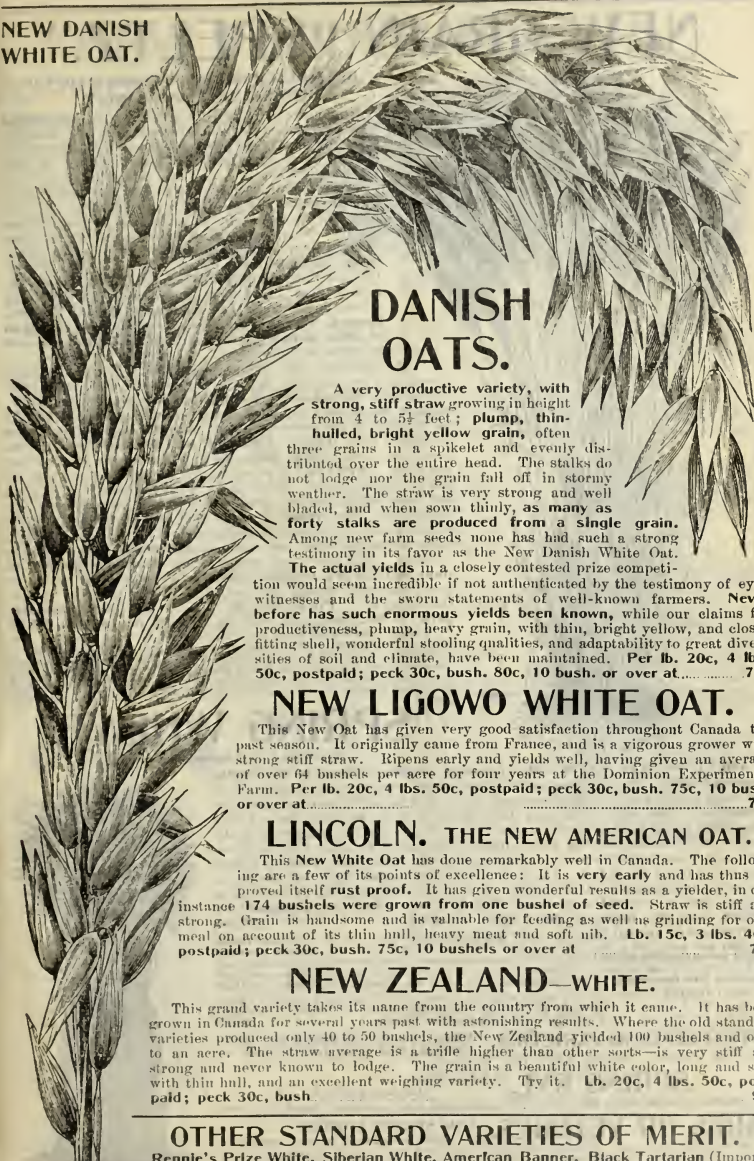 NEW DANISH
WHITE OAT.
DANISH
OATS.
A very productive variety, with
strong, stiff straw growing in height
from 4 to 5½ feet; plump, thin-
hulled, bright yellow grain, often
three grains in a spikelet and evenly dis-
tributed over the entire head. The stalks do
not lodge nor the grain fall off in stormy
weather. The straw is very strong and well
bladed, and when sown thinly, as many as
forty stalks are produced from a single grain.
Among new farm seeds none has had such a strong
testimony in its favor as the New Danish White Oat.
The actual yields in a closely contested prize competi-
tion would seem incredible if not authenticated by the testimony of ey
witnesses and the sworn statements of well-known farmers. Nev
before has such enormous yields been known, while our claims f
productiveness, plump, heavy grain, with thin, bright yellow, and clos
fitting shell, wonderful stooling qualities, and adaptability to great dive
sities of soil and climate, have been maintained. Per lb. 20c, 4 lb
50c, postpaid; peck 30c, bush. 80c, 10 bush. or over at............ .7
NEW LIGOWO WHITE OAT.
This New Oat has given very good satisfaction throughout Canada t
past season. It originally came from France, and is a vigorous grower w
strong stiff straw. Ripens early and yields well, having given an avera
of over 64 bushels per acre for four years at the Dominion Experimen
Farm. Per lb. 20c, 4 lbs. 50c, postpaid; peck 30c, bush. 75c, 10 bus
or over at............ 7
LINCOLN. THE NEW AMERICAN OAT.
This New White Oat has done remarkably well in Canada. The follo
ing are a few of its points of excellence: It is very early and has thus
proved itself rust proof. It has given wonderful results as a yielder, in o
instance 174 bushels were grown from one bushel of seed. Straw is stiff a
strong. Grain is handsome and is valuable for feeding as well as grinding for o
meal on account of its thin hull, heavy meat and soft nib. Lb. 15c, 3 lbs. 4
postpaid; peck 30c, bush. 75c, 10 bushels or over at ..... ..... 7
NEW ZEALAND—WHITE.
This grand variety takes its name from the country from which it came. It has b
grown in Canada for several years past with astonishing results. Where the old stand
varieties produced only 40 to 50 bushels, the New Zealand yielded 100 bushels and o
to an acre. The straw average is a trifle higher than other sorts—is very stiff a
strong and never known to lodge. The grain is a beautiful white color, long and s
with thin hull, and an excellent weighing variety. Try it. Lb. 20c, 4 lbs. 50c, po
paid; peck 30c, bush
OTHER STANDARD VARIETIES OF MERIT.
Rennie's Prize White, Siberian White, American Banner, Black Tartarian (Impo